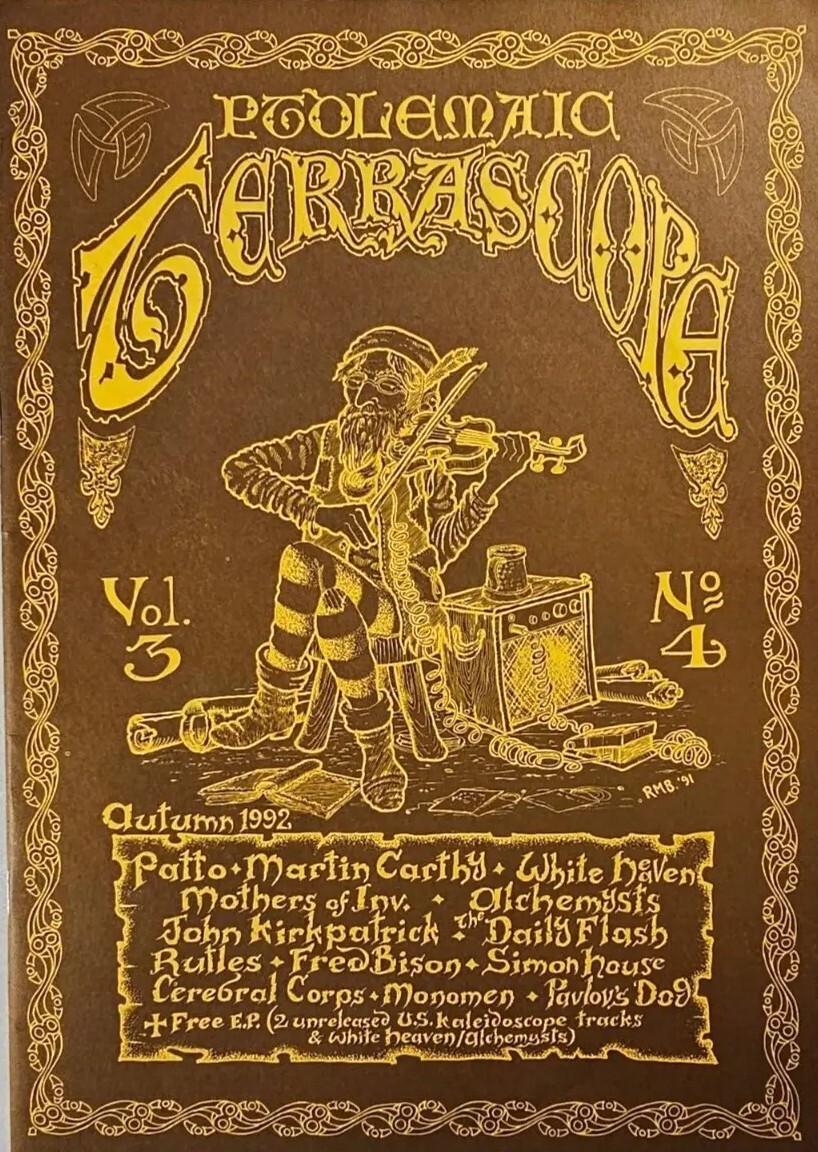 PTOLEMAIC
TERRASCOPE
Vol. 3
No 4
RMB. '91
Autumn 1992
Patto • Martin Carthy • White Heaven
Mothers of Inv. • Alchemysts
John Kirkpatrick • The Daily Flash
Rutles • Fred Bison • Simon House
Cerebral Corps • Monomen • Pavlov's Dog
+ Free E.P. (2 unreleased U.S. Kaleidoscope tracks
& White Heaven/Alchemysts)